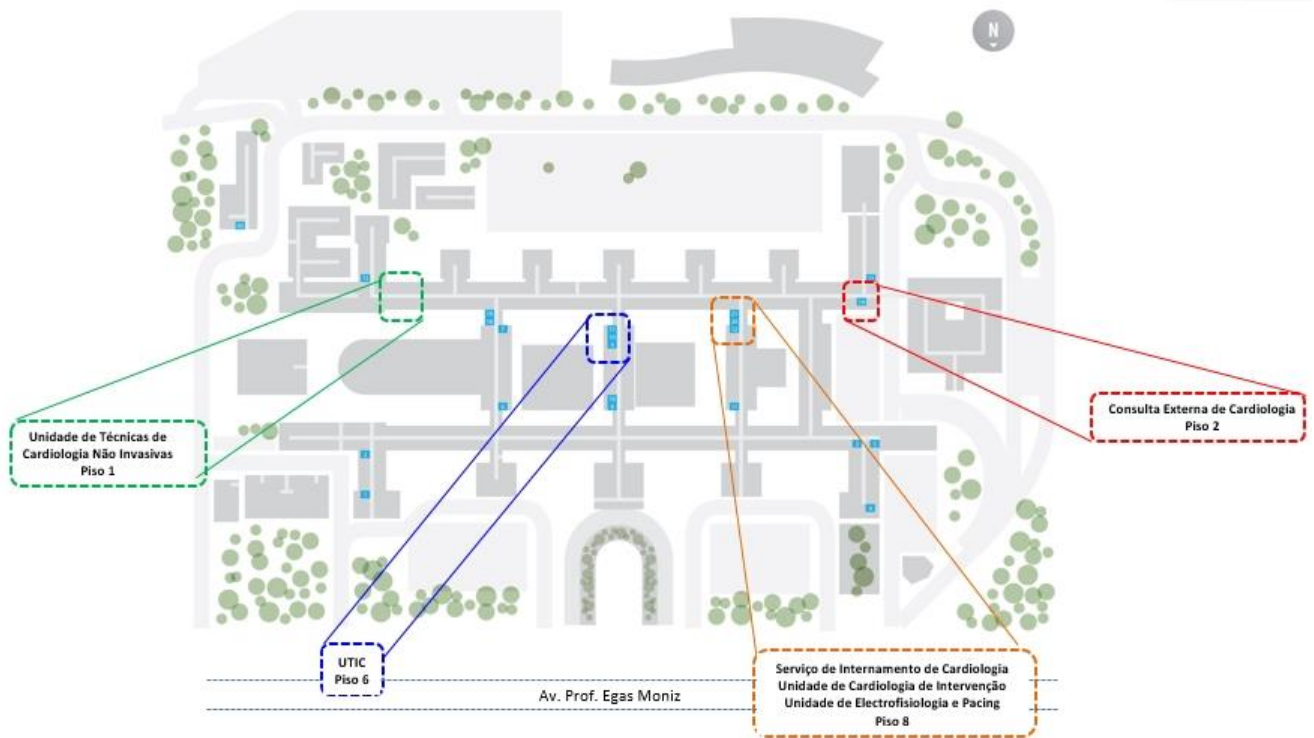 N
Unidade de Técnicas de
Cardiologia Não Invasivas
Piso 1
Consulta Externa de Cardiologia
Piso 2
UTIC
Piso 6
Av. Prof. Egas Moniz
Serviço de Internamento de Cardiologia
Unidade de Cardiologia de Intervenção
Unidade de Electrofisiologia e Pacing
Piso 8